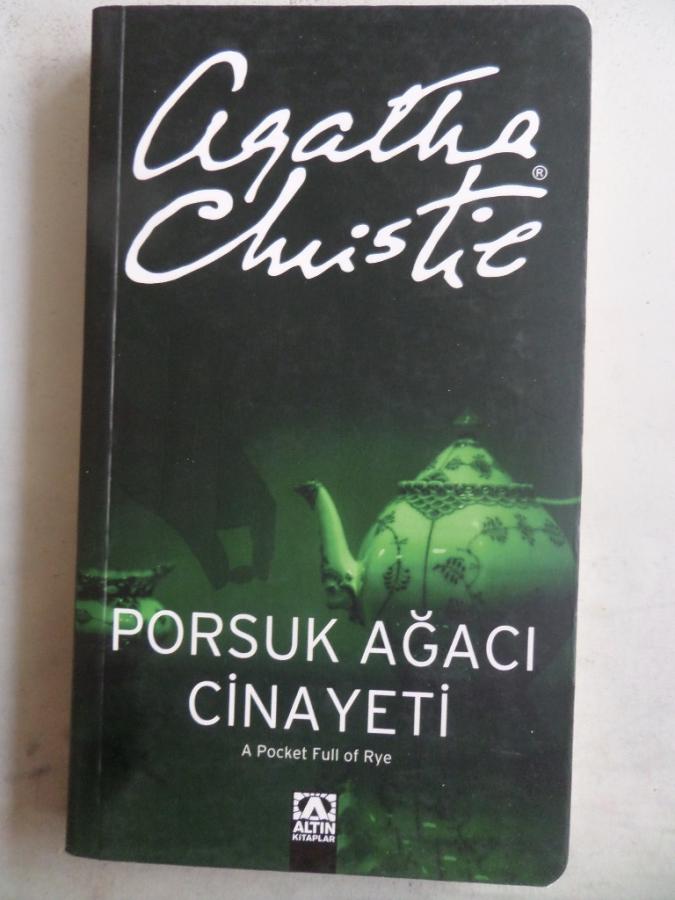 Agatha
Christie®
PORSUK AĞACI
CİNAYETİ
A Pocket Full of Rye
ALTIN
KİTAPLAR